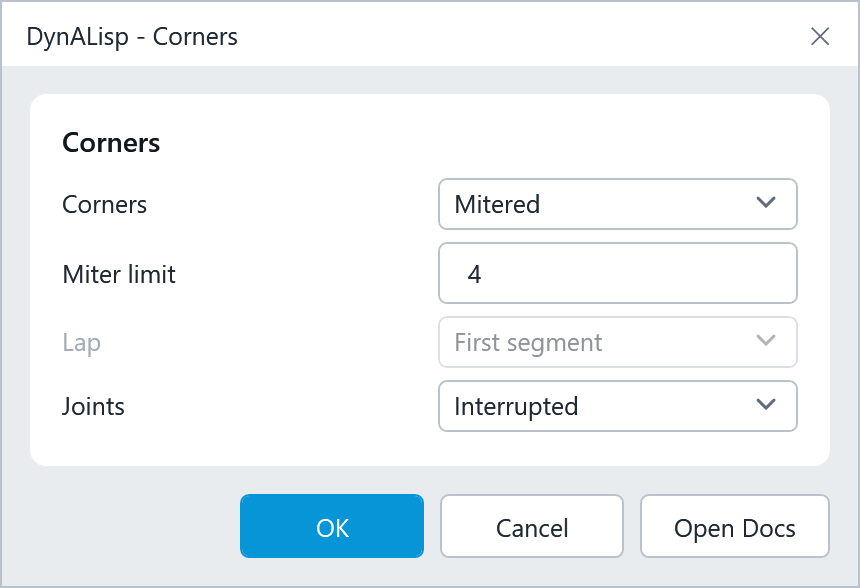 DynALisp - Corners
Corners
Corners Mitered
Miter limit 4
Lap First segment
Joints Interrupted
OK Cancel Open Docs